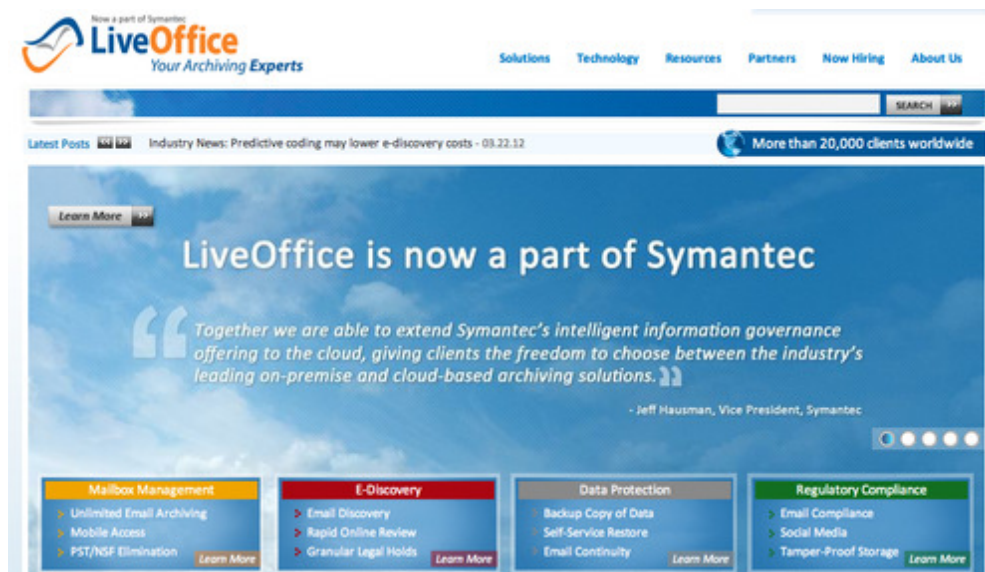 Now a part of Symantec
LiveOffice
Your Archiving Experts
Solutions Technology Resources Partners Now Hiring About Us
SEARCH >>
Latest Posts << >> Industry News: Predictive coding may lower e-discovery costs - 03.22.12
More than 20,000 clients worldwide
Learn More >>
LiveOffice is now a part of Symantec
“Together we are able to extend Symantec's intelligent information governance
offering to the cloud, giving clients the freedom to choose between the industry's
leading on-premise and cloud-based archiving solutions.”
- Jeff Hausman, Vice President, Symantec
Mailbox Management
> Unlimited Email Archiving
> Mobile Access
> PST/NSF Elimination
Learn More
E-Discovery
> Email Discovery
> Rapid Online Review
> Granular Legal Holds
Learn More
Data Protection
> Backup Copy of Data
> Self-Service Restore
> Email Continuity
Learn More
Regulatory Compliance
> Email Compliance
> Social Media
> Tamper-Proof Storage
Learn More